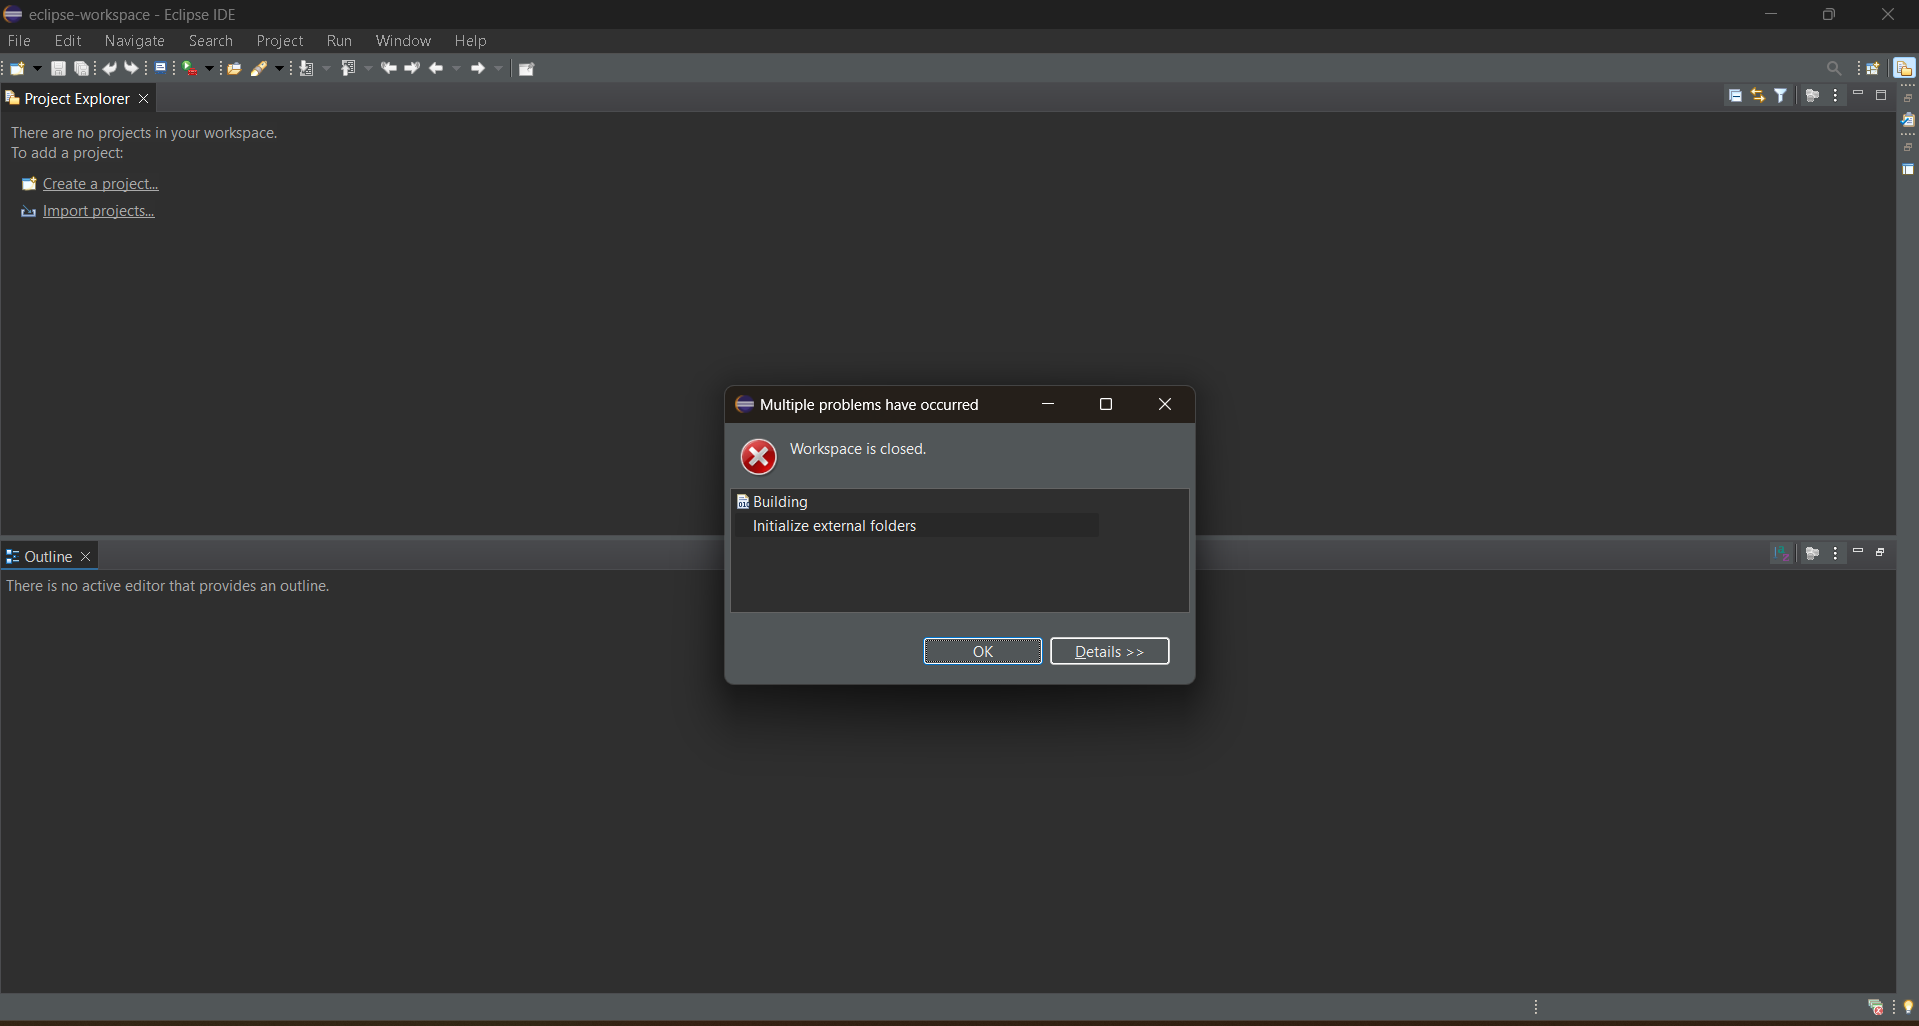 eclipse-workspace - Eclipse IDE
File Edit Navigate Search Project Run Window Help
Project Explorer
There are no projects in your workspace.
To add a project:
Create a project...
Import projects...
Multiple problems have occurred
Workspace is closed.
Building
Initialize external folders
OK Details >>
Outline
There is no active editor that provides an outline.